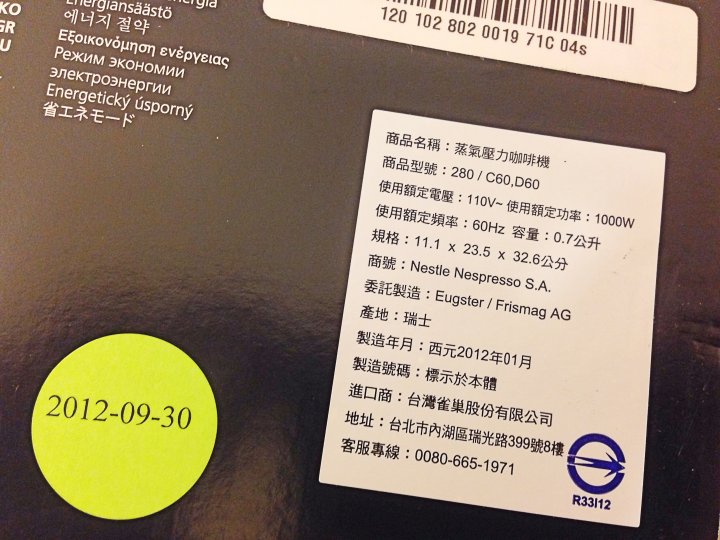 KO
GR
U
Energiansäästö
에너지 절약
Εξοικονόμηση ενέργειας
Режим экономии
электроэнергии
Energetický úsporný
省エネモード
120 102 802 0019 71C 04s
商品名稱：蒸氣壓力咖啡機
商品型號：280 / C60,D60
使用額定電壓：110V~ 使用額定功率：1000W
使用額定頻率：60Hz 容量：0.7公升
規格：11.1 x 23.5 x 32.6公分
商號：Nestle Nespresso S.A.
委託製造：Eugster / Frismag AG
產地：瑞士
製造年月：西元2012年01月
製造號碼：標示於本體
進口商：台灣雀巢股份有限公司
地址：台北市內湖區瑞光路399號8樓
客服專線：0080-665-1971
R33I12
2012-09-30